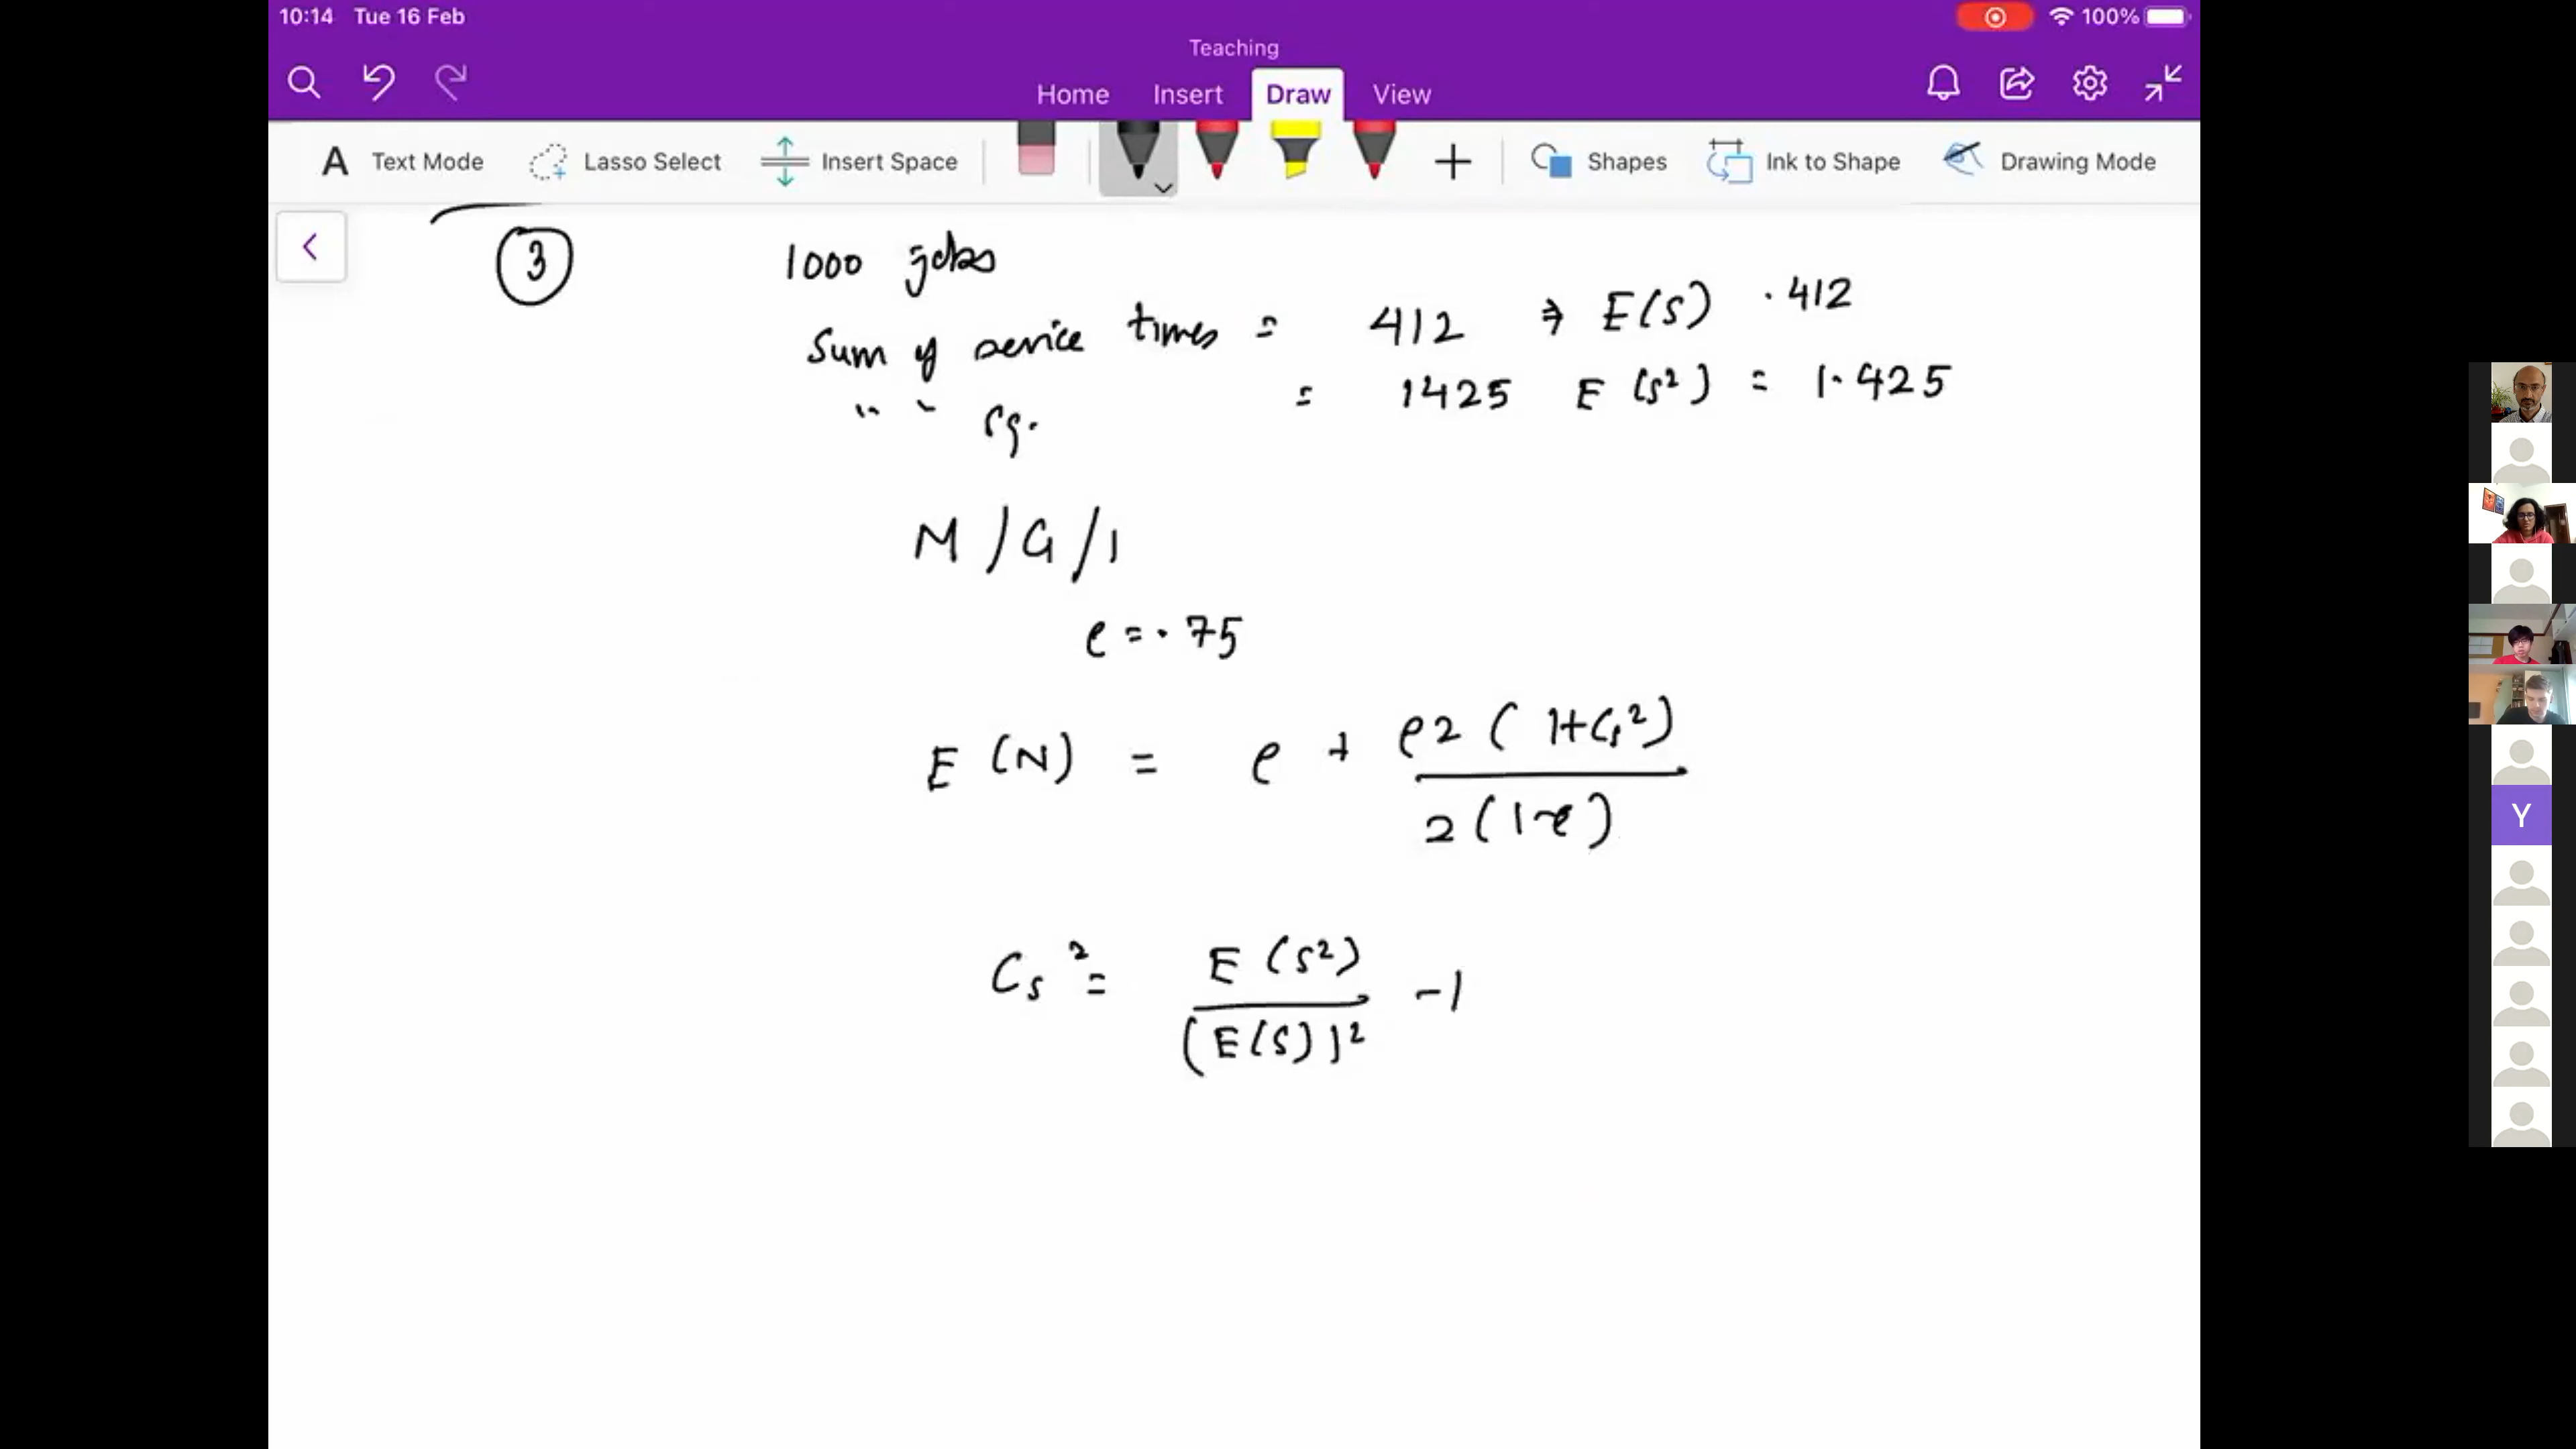 10:14 Tue 16 Feb 100%
Teaching
Home Insert Draw View
A Text Mode Lasso Select Insert Space Shapes Ink to Shape Drawing Mode
③ 1000 jobs
Sum of service times = 412 ⇒ E(S) .412
" " sq. = 1425 E(S²) = 1.425
M/G/1
ρ = .75
E(N) = ρ + ρ2(1+Cs²)
2(1-ρ)
Cs² = E(S²) -1
(E(S))²
Y